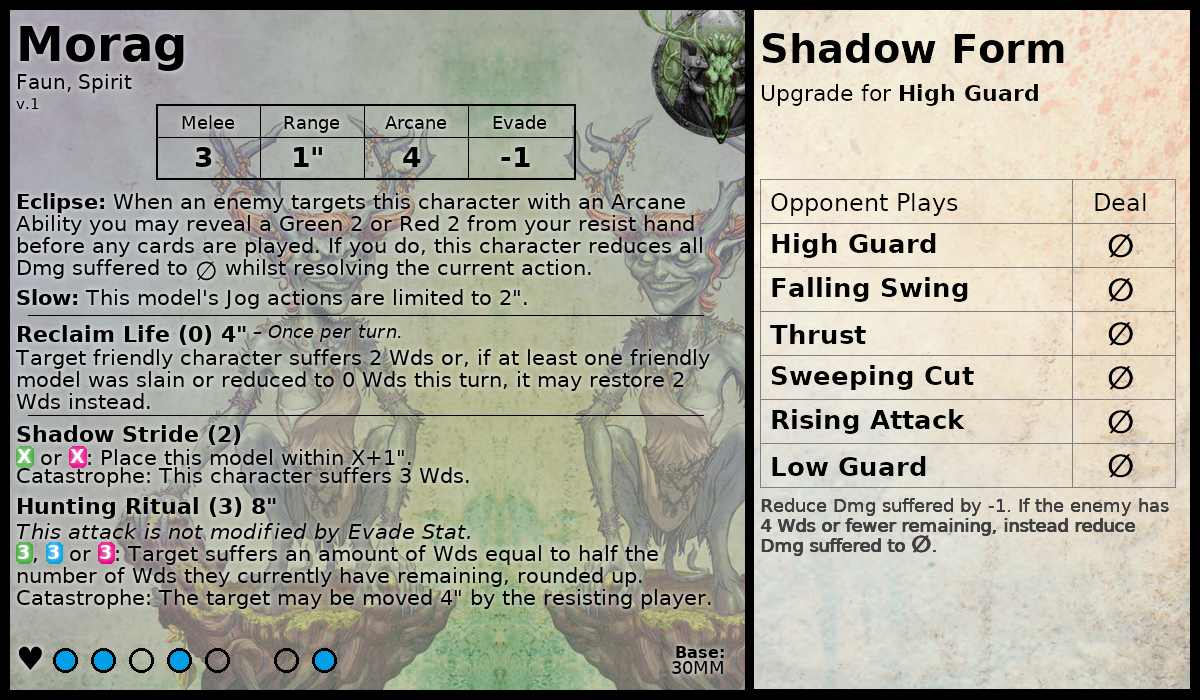 Morag
Faun, Spirit
v.1
Melee Range Arcane Evade
3 1" 4 -1
Eclipse: When an enemy targets this character with an Arcane
Ability you may reveal a Green 2 or Red 2 from your resist hand
before any cards are played. If you do, this character reduces all
Dmg suffered to ∅ whilst resolving the current action.
Slow: This model's Jog actions are limited to 2".
Reclaim Life (0) 4" – Once per turn.
Target friendly character suffers 2 Wds or, if at least one friendly
model was slain or reduced to 0 Wds this turn, it may restore 2
Wds instead.
Shadow Stride (2)
X or X: Place this model within X+1".
Catastrophe: This character suffers 3 Wds.
Hunting Ritual (3) 8"
This attack is not modified by Evade Stat.
3, 3 or 3: Target suffers an amount of Wds equal to half the
number of Wds they currently have remaining, rounded up.
Catastrophe: The target may be moved 4" by the resisting player.
Base:
30MM
Shadow Form
Upgrade for High Guard
Opponent Plays Deal
High Guard ∅
Falling Swing ∅
Thrust ∅
Sweeping Cut ∅
Rising Attack ∅
Low Guard ∅
Reduce Dmg suffered by -1. If the enemy has
4 Wds or fewer remaining, instead reduce
Dmg suffered to ∅.